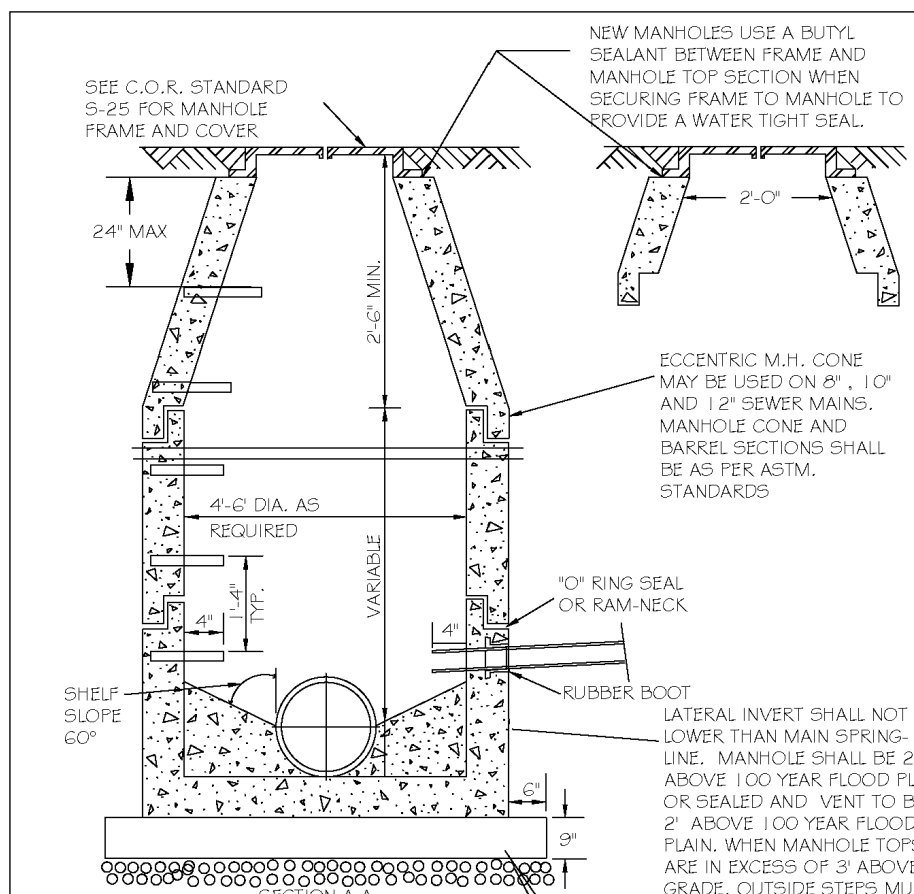 NEW MANHOLES USE A BUTYL
SEALANT BETWEEN FRAME AND
MANHOLE TOP SECTION WHEN
SECURING FRAME TO MANHOLE TO
PROVIDE A WATER TIGHT SEAL.
SEE C.O.R. STANDARD
S-25 FOR MANHOLE
FRAME AND COVER
24" MAX
2'-0"
2'-6" MIN.
ECCENTRIC M.H. CONE
MAY BE USED ON 8", 10"
AND 12" SEWER MAINS.
MANHOLE CONE AND
BARREL SECTIONS SHALL
BE AS PER ASTM.
STANDARDS
4'-6' DIA. AS
REQUIRED
VARIABLE
1'-4"
TYP.
4"
4"
"O" RING SEAL
OR RAM-NECK
RUBBER BOOT
SHELF
SLOPE
60°
LATERAL INVERT SHALL NOT
LOWER THAN MAIN SPRING-
LINE. MANHOLE SHALL BE 2
ABOVE 100 YEAR FLOOD PL
OR SEALED AND VENT TO B
2' ABOVE 100 YEAR FLOOD
PLAIN. WHEN MANHOLE TOPS
ARE IN EXCESS OF 3' ABOVE
GRADE, OUTSIDE STEPS MU
6"
9"
SECTION A-A